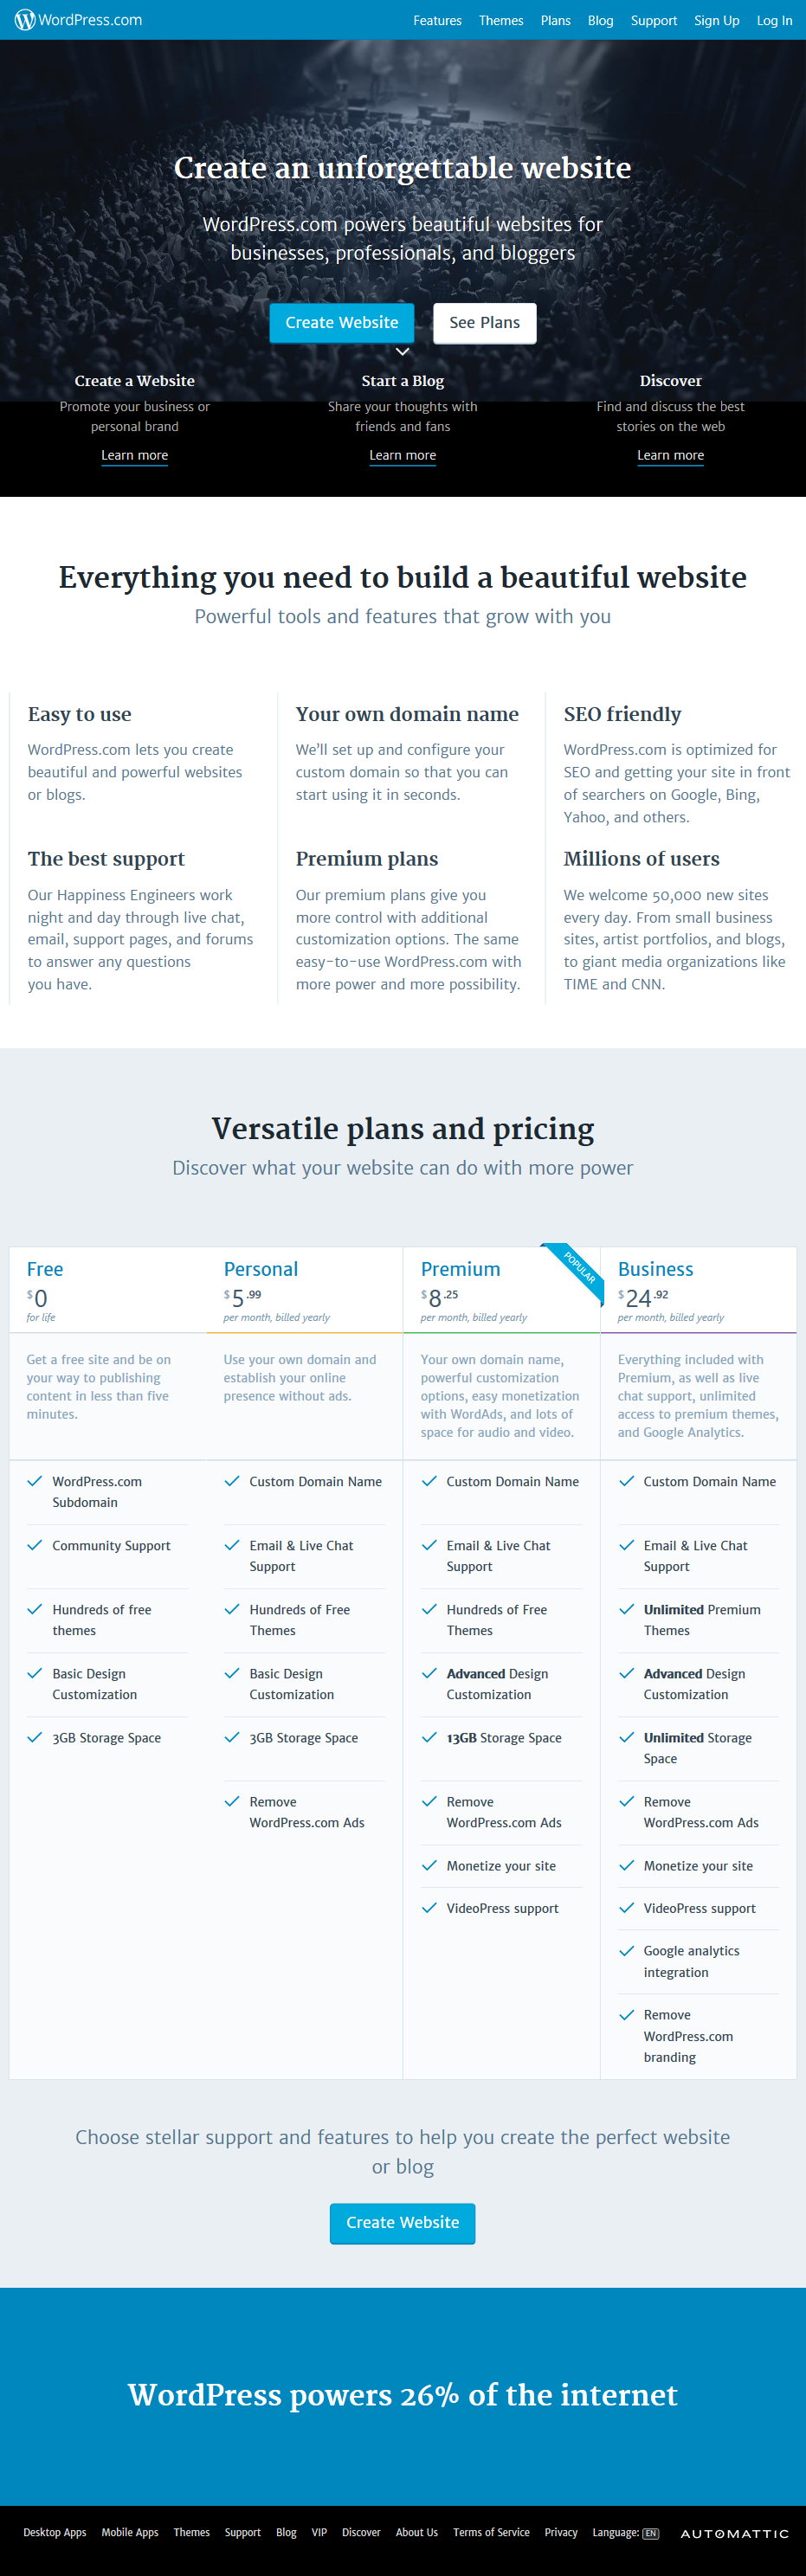 WordPress.com
Features Themes Plans Blog Support Sign Up Log In
Create an unforgettable website
WordPress.com powers beautiful websites for
businesses, professionals, and bloggers
Create Website
See Plans
Create a Website
Promote your business or
personal brand
Learn more
Start a Blog
Share your thoughts with
friends and fans
Learn more
Discover
Find and discuss the best
stories on the web
Learn more
Everything you need to build a beautiful website
Powerful tools and features that grow with you
Easy to use
WordPress.com lets you create
beautiful and powerful websites
or blogs.
Your own domain name
We'll set up and configure your
custom domain so that you can
start using it in seconds.
SEO friendly
WordPress.com is optimized for
SEO and getting your site in front
of searchers on Google, Bing,
Yahoo, and others.
The best support
Our Happiness Engineers work
night and day through live chat,
email, support pages, and forums
to answer any questions
you have.
Premium plans
Our premium plans give you
more control with additional
customization options. The same
easy-to-use WordPress.com with
more power and more possibility.
Millions of users
We welcome 50,000 new sites
every day. From small business
sites, artist portfolios, and blogs,
to giant media organizations like
TIME and CNN.
Versatile plans and pricing
Discover what your website can do with more power
Free
$0
for life
Get a free site and be on
your way to publishing
content in less than five
minutes.
WordPress.com
Subdomain
Community Support
Hundreds of free
themes
Basic Design
Customization
3GB Storage Space
Personal
$5.99
per month, billed yearly
Use your own domain and
establish your online
presence without ads.
Custom Domain Name
Email & Live Chat
Support
Hundreds of Free
Themes
Basic Design
Customization
3GB Storage Space
Remove
WordPress.com Ads
Premium
POPULAR
$8.25
per month, billed yearly
Your own domain name,
powerful customization
options, easy monetization
with WordAds, and lots of
space for audio and video.
Custom Domain Name
Email & Live Chat
Support
Hundreds of Free
Themes
Advanced Design
Customization
13GB Storage Space
Remove
WordPress.com Ads
Monetize your site
VideoPress support
Business
$24.92
per month, billed yearly
Everything included with
Premium, as well as live
chat support, unlimited
access to premium themes,
and Google Analytics.
Custom Domain Name
Email & Live Chat
Support
Unlimited Premium
Themes
Advanced Design
Customization
Unlimited Storage
Space
Remove
WordPress.com Ads
Monetize your site
VideoPress support
Google analytics
integration
Remove
WordPress.com
branding
Choose stellar support and features to help you create the perfect website
or blog
Create Website
WordPress powers 26% of the internet
Desktop Apps Mobile Apps Themes Support Blog VIP Discover About Us Terms of Service Privacy Language: EN AUTOMATTIC